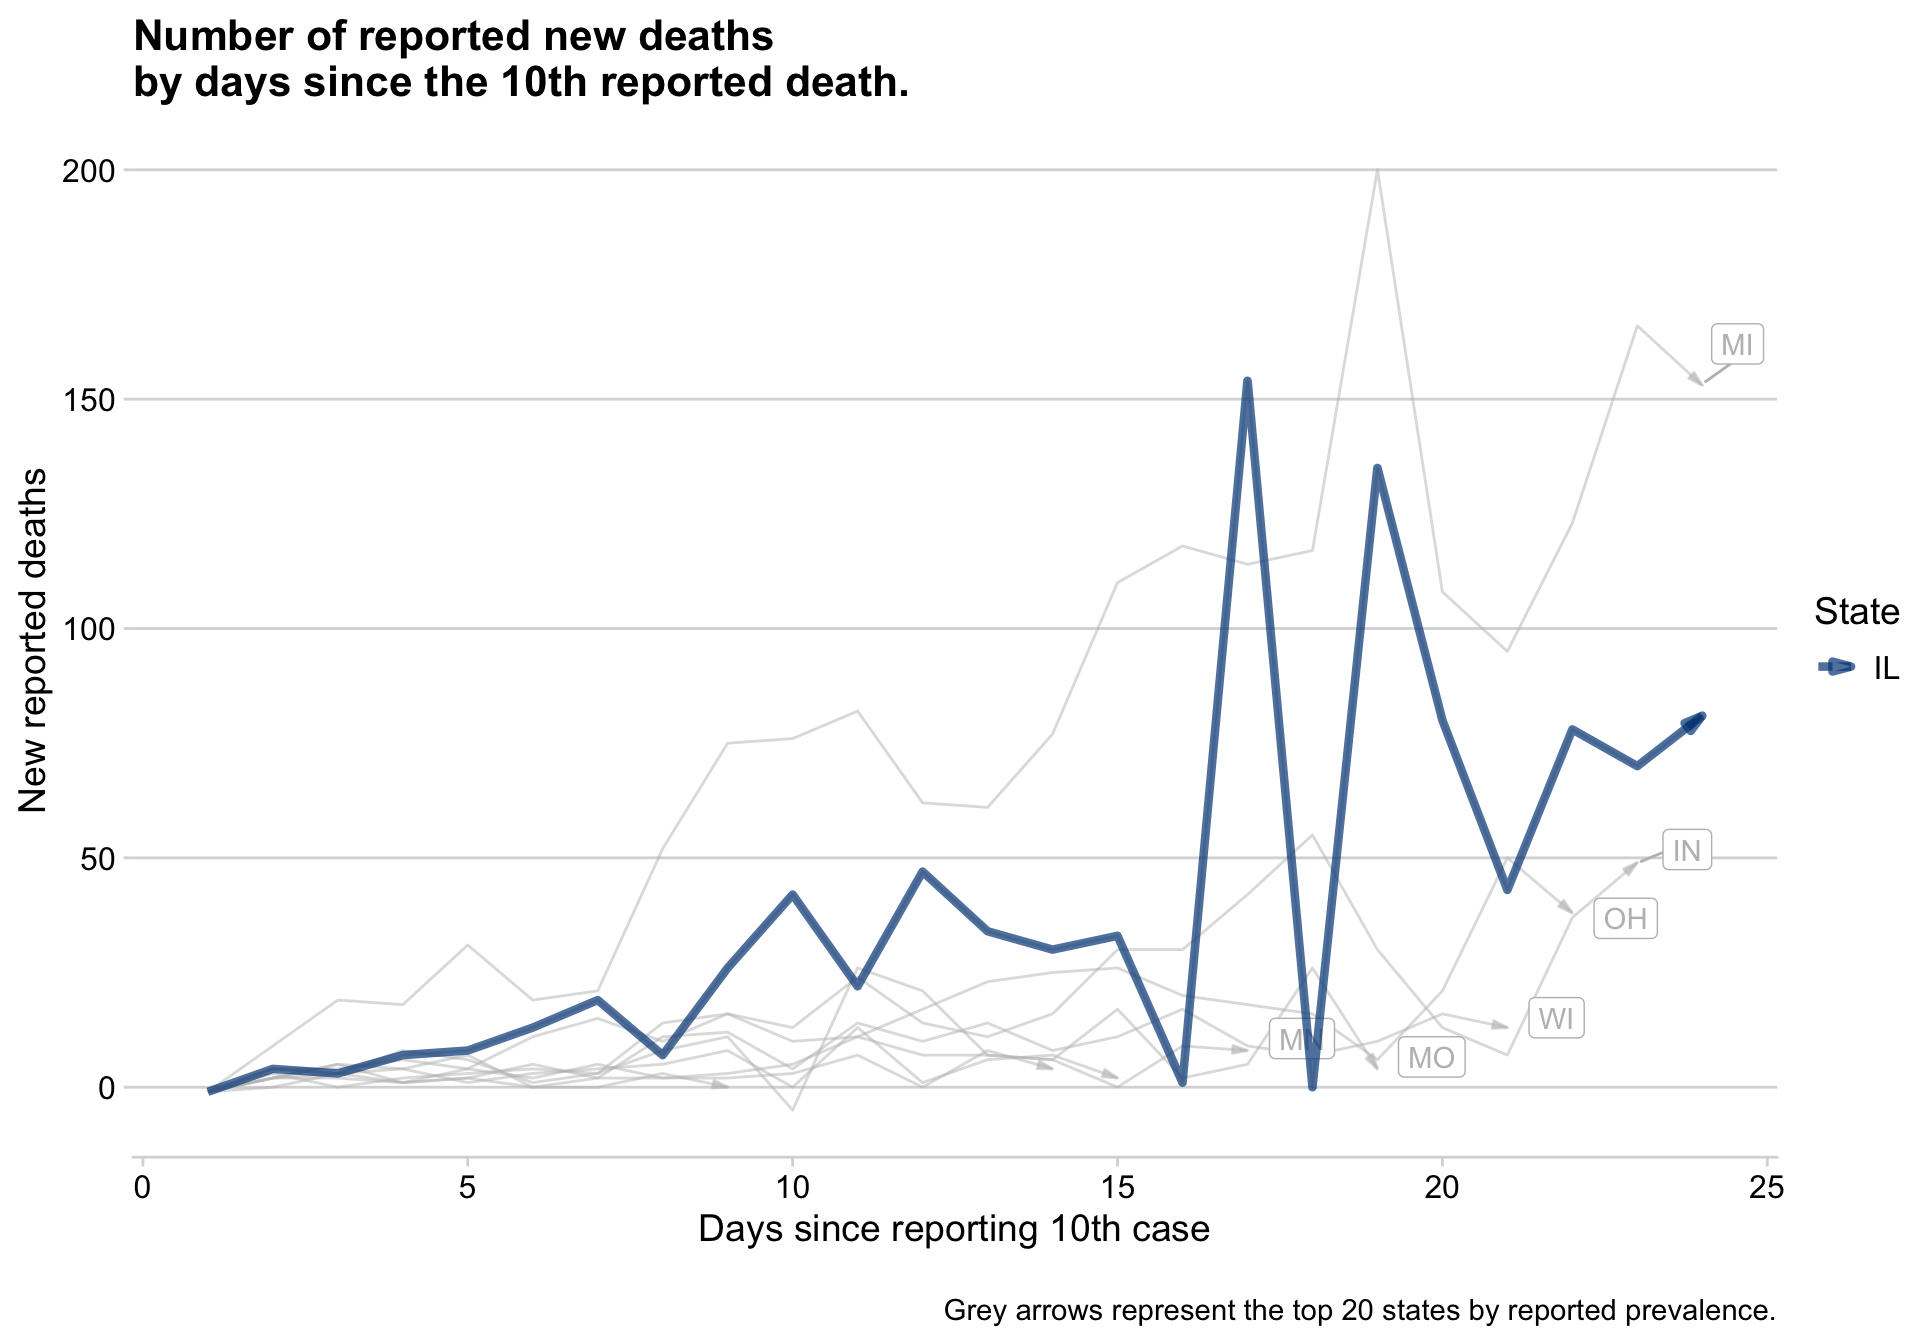 Number of reported new deaths
by days since the 10th reported death.
200
150
100
50
0
New reported deaths
MI
IN
OH
WI
MO
State
IL
0 5 10 15 20 25
Days since reporting 10th case
Grey arrows represent the top 20 states by reported prevalence.